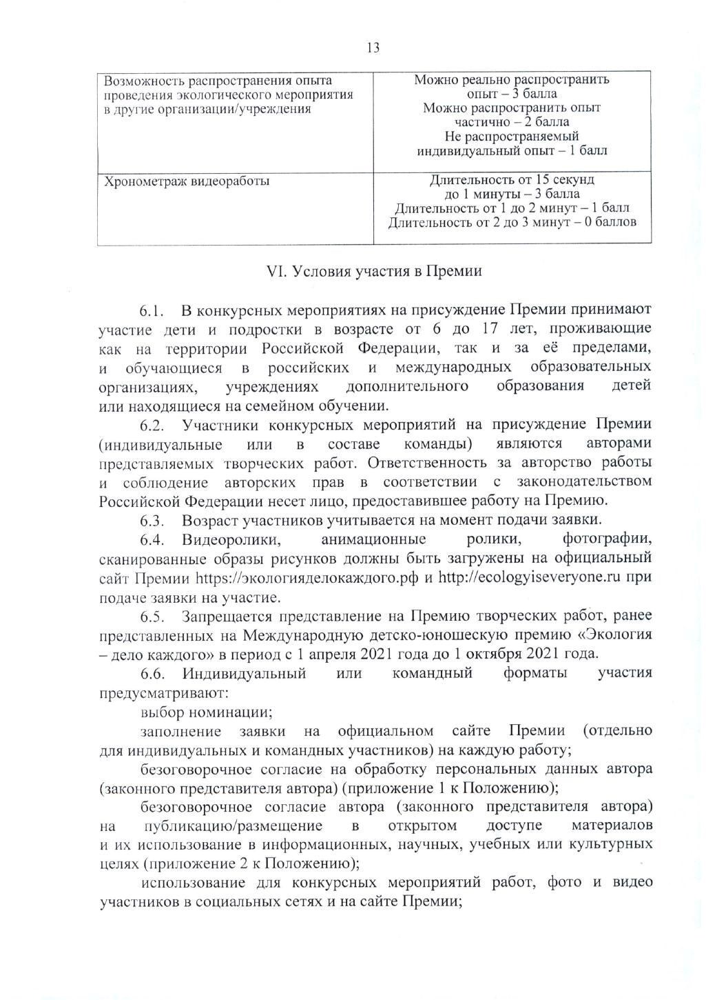 13
Возможность распространения опыта
проведения экологического мероприятия
в другие организации/учреждения
Можно реально распространить
опыт – 3 балла
Можно распространить опыт
частично – 2 балла
Не распространяемый
индивидуальный опыт – 1 балл
Хронометраж видеоработы
Длительность от 15 секунд
до 1 минуты – 3 балла
Длительность от 1 до 2 минут – 1 балл
Длительность от 2 до 3 минут – 0 баллов
VI. Условия участия в Премии
6.1. В конкурсных мероприятиях на присуждение Премии принимают
участие дети и подростки в возрасте от 6 до 17 лет, проживающие
как на территории Российской Федерации, так и за её пределами,
и обучающиеся в российских и международных образовательных
организациях, учреждениях дополнительного образования детей
или находящиеся на семейном обучении.
6.2. Участники конкурсных мероприятий на присуждение Премии
(индивидуальные или в составе команды) являются авторами
представляемых творческих работ. Ответственность за авторство работы
и соблюдение авторских прав в соответствии с законодательством
Российской Федерации несет лицо, предоставившее работу на Премию.
6.3. Возраст участников учитывается на момент подачи заявки.
6.4. Видеоролики, анимационные ролики, фотографии,
сканированные образы рисунков должны быть загружены на официальный
сайт Премии https://экологияделокаждого.рф и http://ecologyiseveryone.ru при
подаче заявки на участие.
6.5. Запрещается представление на Премию творческих работ, ранее
представленных на Международную детско-юношескую премию «Экология
– дело каждого» в период с 1 апреля 2021 года до 1 октября 2021 года.
6.6. Индивидуальный или командный форматы участия
предусматривают:
выбор номинации;
заполнение заявки на официальном сайте Премии (отдельно
для индивидуальных и командных участников) на каждую работу;
безоговорочное согласие на обработку персональных данных автора
(законного представителя автора) (приложение 1 к Положению);
безоговорочное согласие автора (законного представителя автора)
на публикацию/размещение в открытом доступе материалов
и их использование в информационных, научных, учебных или культурных
целях (приложение 2 к Положению);
использование для конкурсных мероприятий работ, фото и видео
участников в социальных сетях и на сайте Премии;